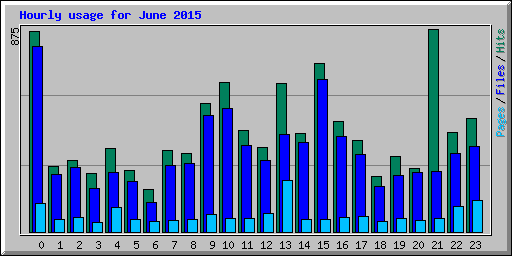 Hourly usage for June 2015
875
Pages/Files/Hits
0 1 2 3 4 5 6 7 8 9 10 11 12 13 14 15 16 17 18 19 20 21 22 23